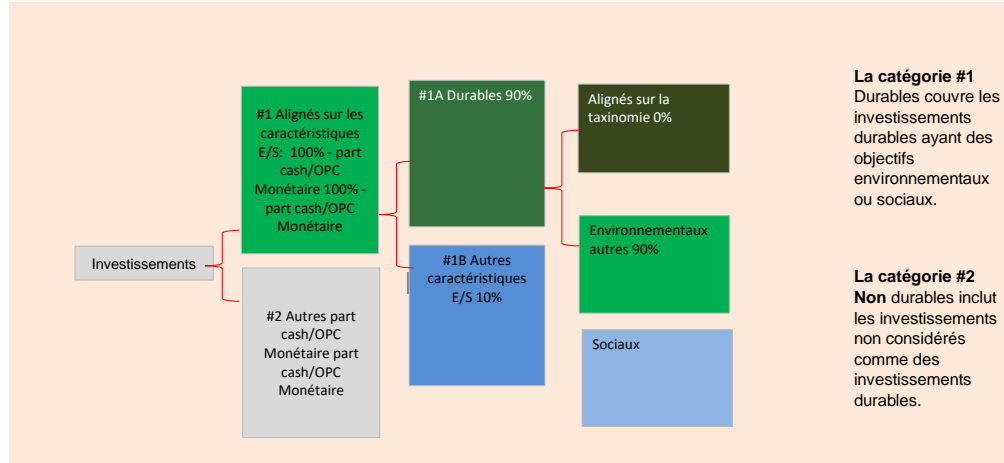 Investissements
#1 Alignés sur les
caractéristiques
E/S:  100% - part
cash/OPC
Monétaire 100% -
part cash/OPC
Monétaire
#2 Autres part
cash/OPC
Monétaire part
cash/OPC
Monétaire
#1A Durables 90%
#1B Autres
caractéristiques
E/S 10%
Alignés sur la
taxinomie 0%
Environnementaux
autres 90%
Sociaux
La catégorie #1
Durables couvre les
investissements
durables ayant des
objectifs
environnementaux
ou sociaux.
La catégorie #2
Non durables inclut
les investissements
non considérés
comme des
investissements
durables.